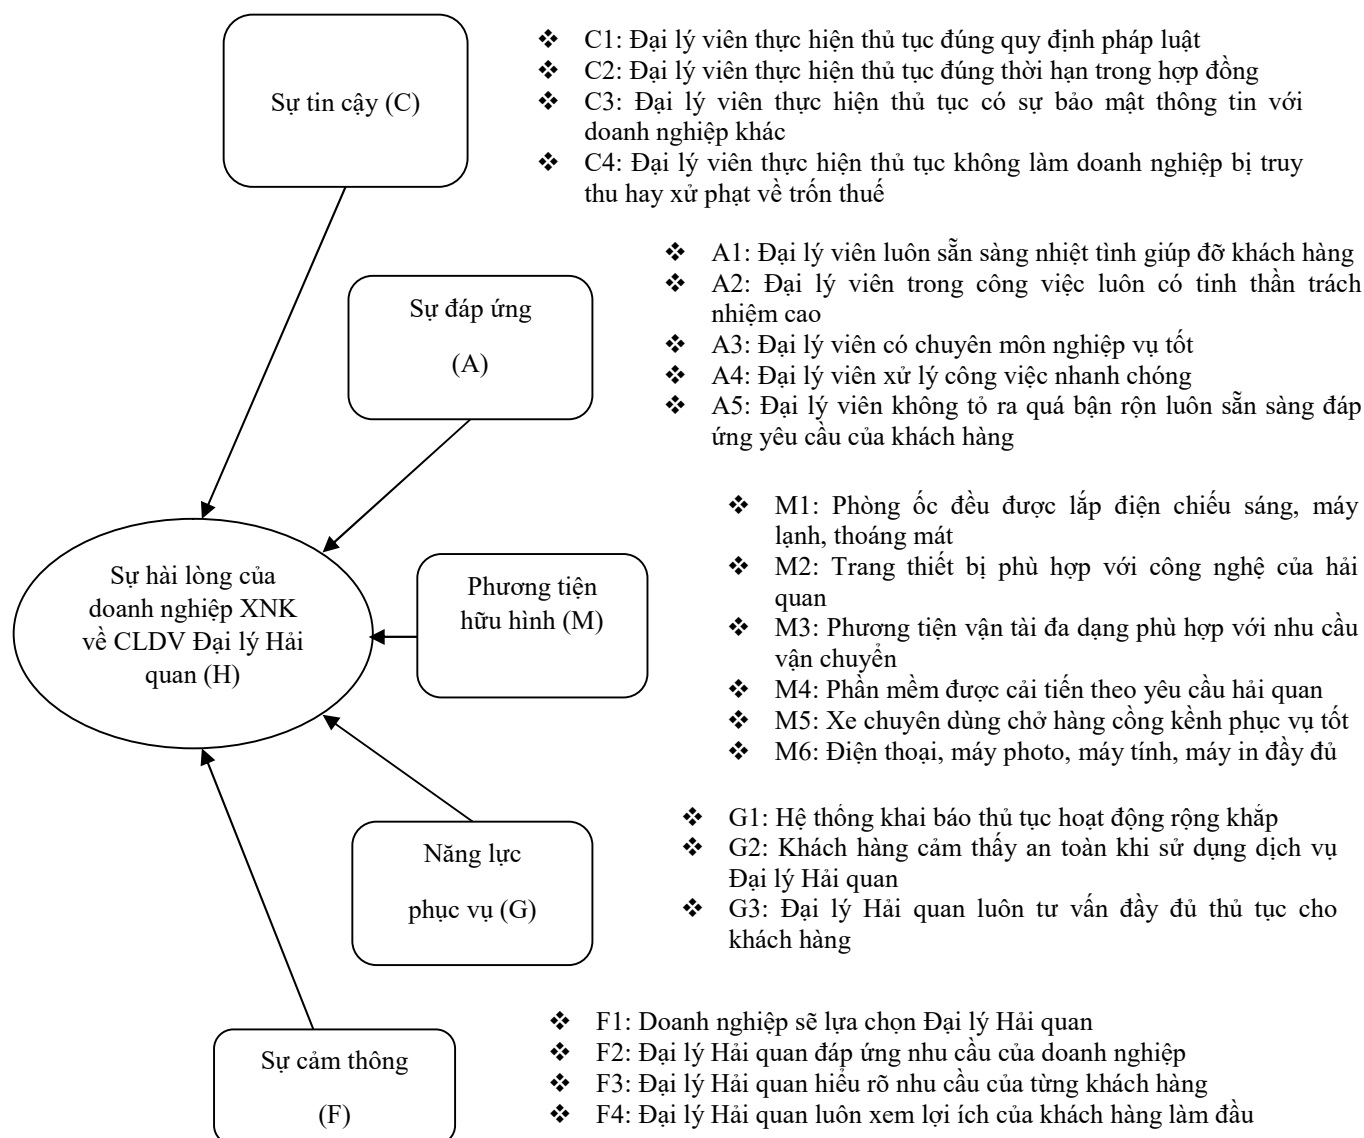 Sự tin cậy (C)
❖ C1: Đại lý viên thực hiện thủ tục đúng quy định pháp luật
❖ C2: Đại lý viên thực hiện thủ tục đúng thời hạn trong hợp đồng
❖ C3: Đại lý viên thực hiện thủ tục có sự bảo mật thông tin với
doanh nghiệp khác
❖ C4: Đại lý viên thực hiện thủ tục không làm doanh nghiệp bị truy
thu hay xử phạt về trốn thuế
Sự đáp ứng
(A)
❖ A1: Đại lý viên luôn sẵn sàng nhiệt tình giúp đỡ khách hàng
❖ A2: Đại lý viên trong công việc luôn có tinh thần trách
nhiệm cao
❖ A3: Đại lý viên có chuyên môn nghiệp vụ tốt
❖ A4: Đại lý viên xử lý công việc nhanh chóng
❖ A5: Đại lý viên không tỏ ra quá bận rộn luôn sẵn sàng đáp
ứng yêu cầu của khách hàng
Sự hài lòng của
doanh nghiệp XNK
về CLDV Đại lý Hải
quan (H)
Phương tiện
hữu hình (M)
❖ M1: Phòng ốc đều được lắp điện chiếu sáng, máy
lạnh, thoáng mát
❖ M2: Trang thiết bị phù hợp với công nghệ của hải
quan
❖ M3: Phương tiện vận tài đa dạng phù hợp với nhu cầu
vận chuyển
❖ M4: Phần mềm được cải tiến theo yêu cầu hải quan
❖ M5: Xe chuyên dùng chở hàng cồng kềnh phục vụ tốt
❖ M6: Điện thoại, máy photo, máy tính, máy in đầy đủ
Năng lực
phục vụ (G)
❖ G1: Hệ thống khai báo thủ tục hoạt động rộng khắp
❖ G2: Khách hàng cảm thấy an toàn khi sử dụng dịch vụ
Đại lý Hải quan
❖ G3: Đại lý Hải quan luôn tư vấn đầy đủ thủ tục cho
khách hàng
Sự cảm thông
(F)
❖ F1: Doanh nghiệp sẽ lựa chọn Đại lý Hải quan
❖ F2: Đại lý Hải quan đáp ứng nhu cầu của doanh nghiệp
❖ F3: Đại lý Hải quan hiểu rõ nhu cầu của từng khách hàng
❖ F4: Đại lý Hải quan luôn xem lợi ích của khách hàng làm đầu